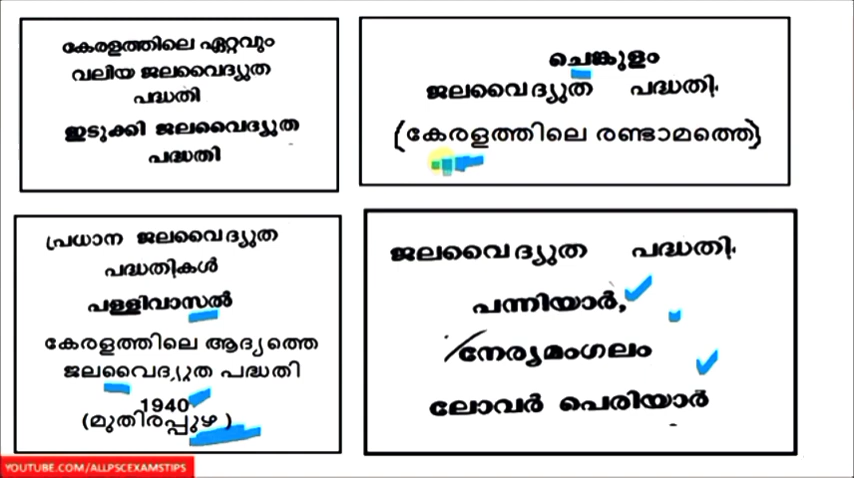 കേരളത്തിലെ ഏറ്റവും
വലിയ ജലവൈദ്യുത
പദ്ധതി
ഇടുക്കി ജലവൈദ്യുത
പദ്ധതി
ചെങ്കുളം
ജലവൈദ്യുത പദ്ധതി.
(കേരളത്തിലെ രണ്ടാമത്തെ)
പ്രധാന ജലവൈദ്യുത
പദ്ധതികൾ
പള്ളിവാസൽ
കേരളത്തിലെ ആദ്യത്തെ
ജലവൈദ്യുത പദ്ധതി
1940
(മുതിരപ്പുഴ)
ജലവൈദ്യുത പദ്ധതി.
പന്നിയാർ,
നേര്യമംഗലം
ലോവർ പെരിയാർ
YOUTUBE.COM/ALLPSCEXAMSTIPS